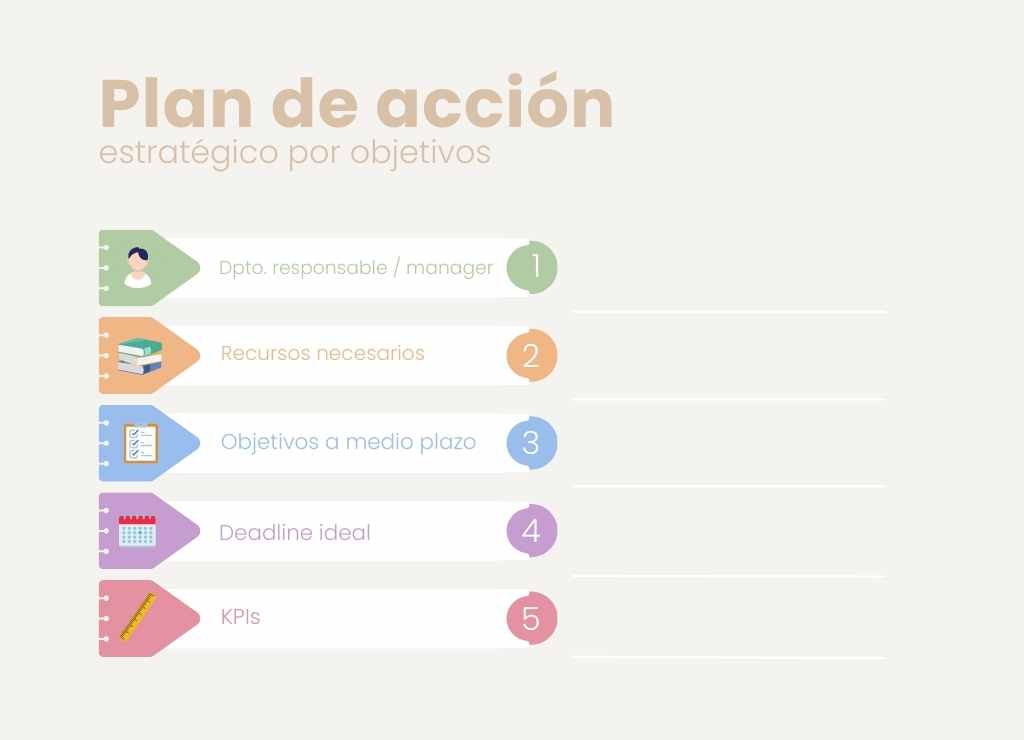 Plan de acción
estratégico por objetivos
Dpto. responsable / manager 1
Recursos necesarios 2
Objetivos a medio plazo 3
Deadline ideal 4
KPIs 5